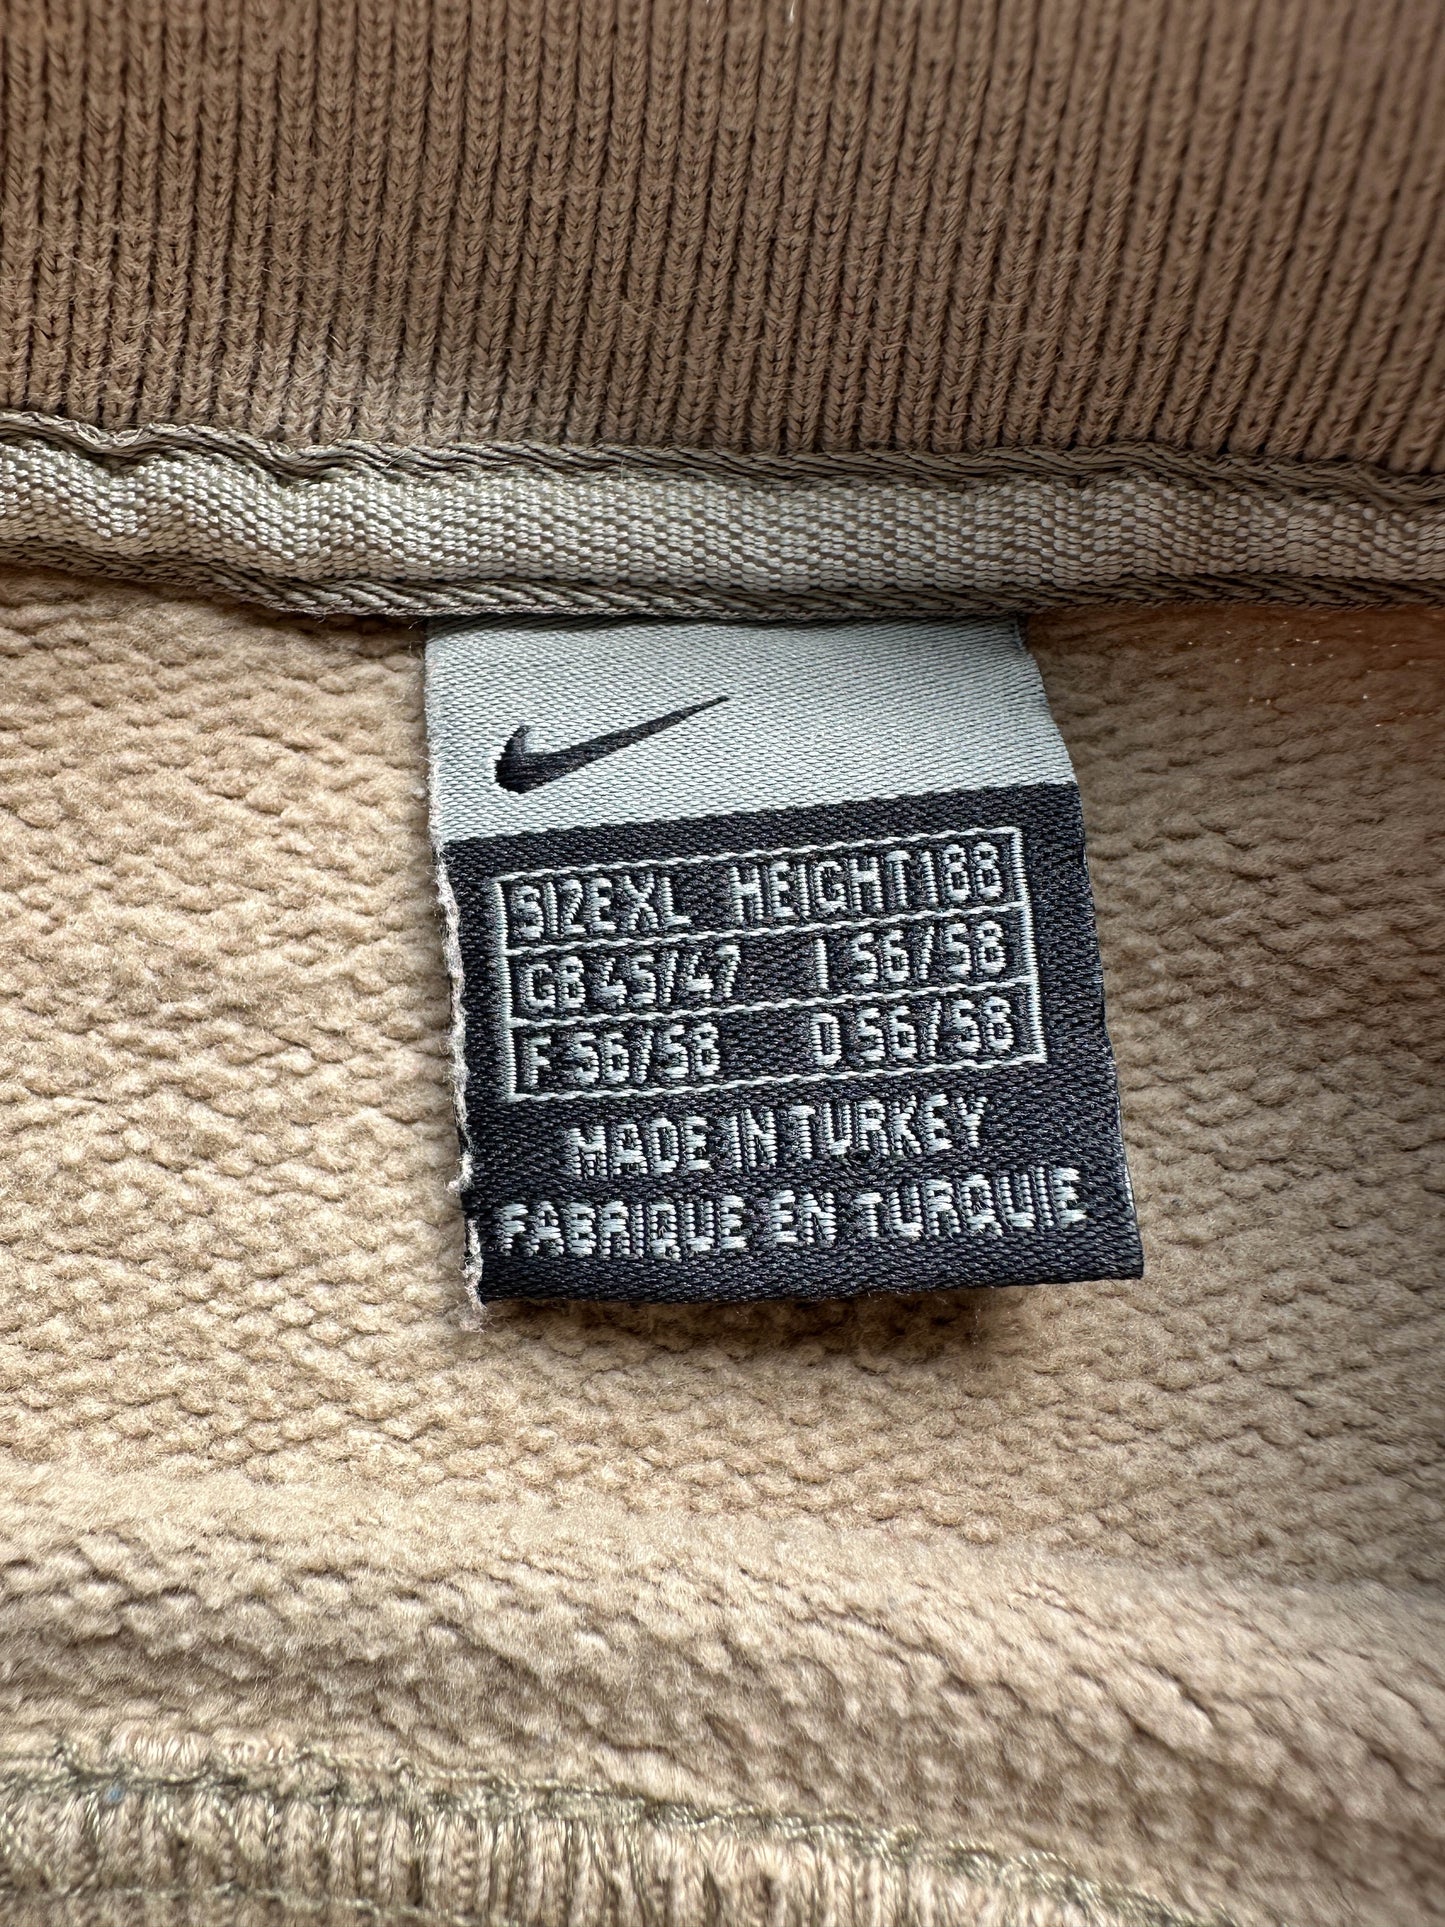 SIZE XL HEIGHT 188
GB 45/47 I 56/58
F 56/58 D 56/58
MADE IN TURKEY
FABRIQUE EN TURQUIE